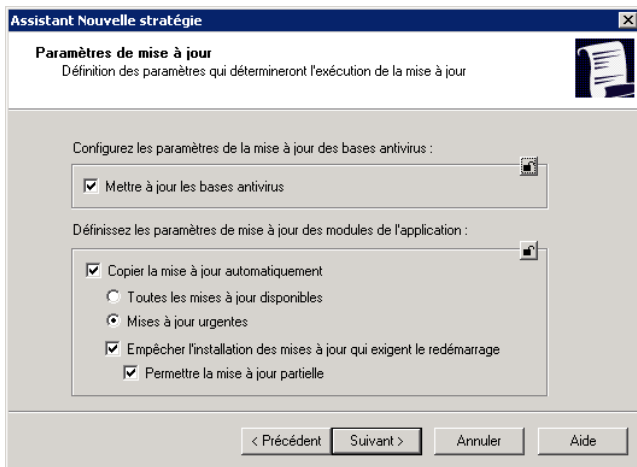 Assistant Nouvelle stratégie
Paramètres de mise à jour
Définition des paramètres qui détermineront l'exécution de la mise à jour
Configurez les paramètres de la mise à jour des bases antivirus :
Mettre à jour les bases antivirus
Définissez les paramètres de mise à jour des modules de l'application :
Copier la mise à jour automatiquement
Toutes les mises à jour disponibles
Mises à jour urgentes
Empêcher l'installation des mises à jour qui exigent le redémarrage
Permettre la mise à jour partielle
< Précédent Suivant > Annuler Aide